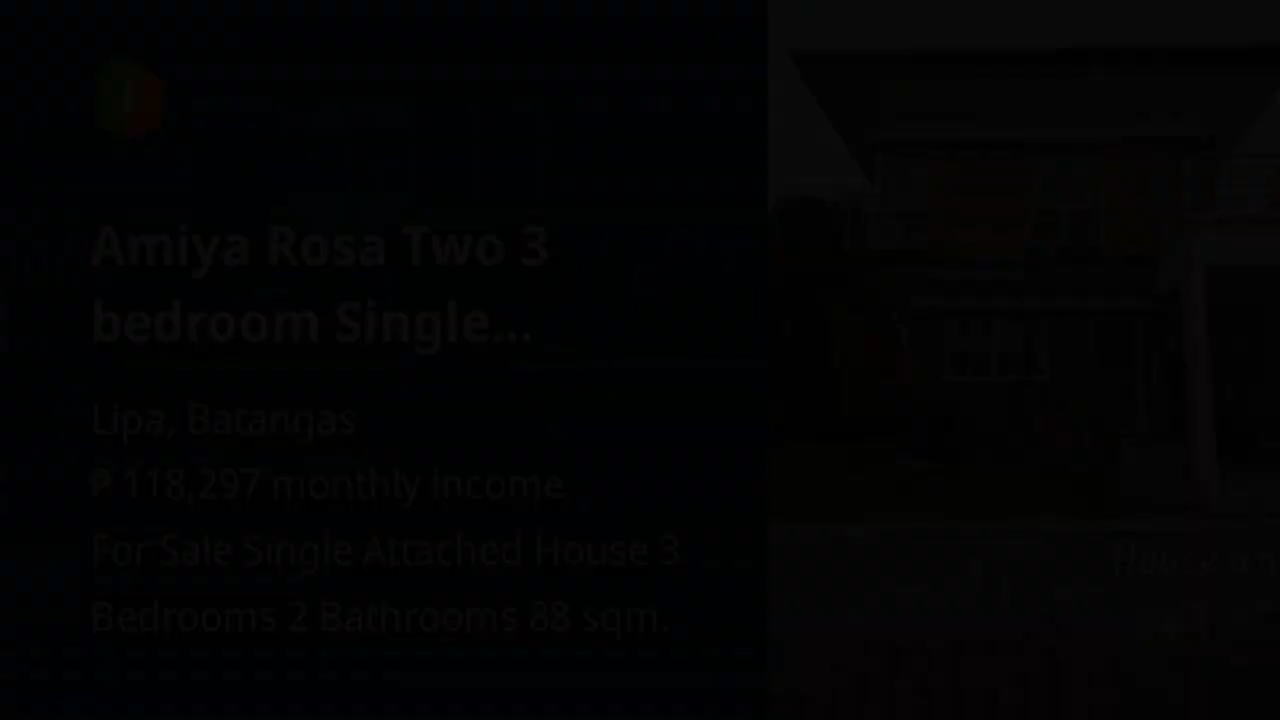 Amiya Rosa Two 3
bedroom Single...
Lipa, Batangas
₱ 118,297 monthly income
For Sale Single Attached House 3
Bedrooms 2 Bathrooms 88 sqm.